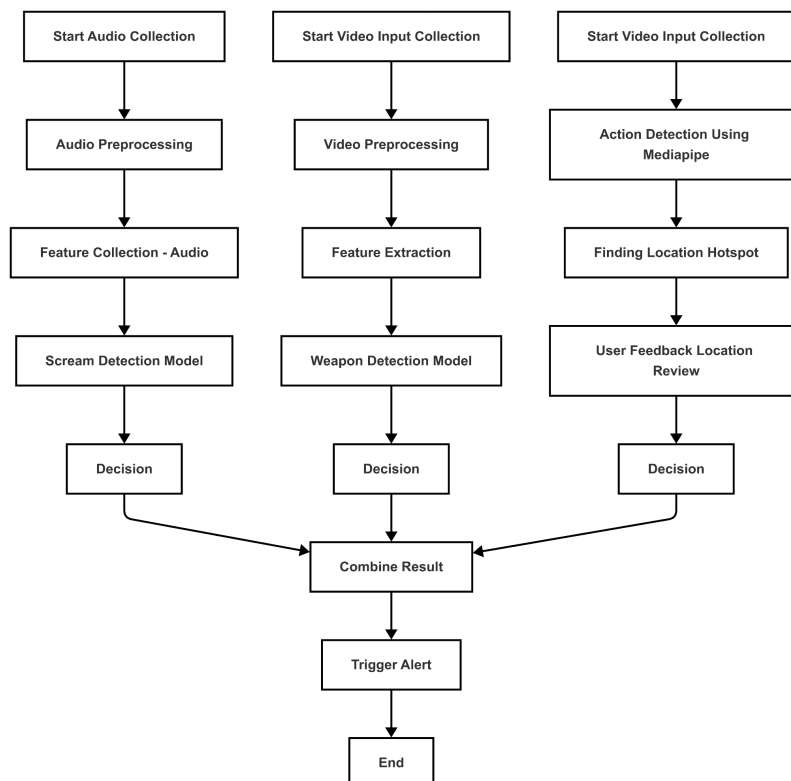 Start Audio Collection
Start Video Input Collection
Start Video Input Collection
Audio Preprocessing
Video Preprocessing
Action Detection Using
Mediapipe
Feature Collection - Audio
Feature Extraction
Finding Location Hotspot
Scream Detection Model
Weapon Detection Model
User Feedback Location
Review
Decision
Decision
Decision
Combine Result
Trigger Alert
End